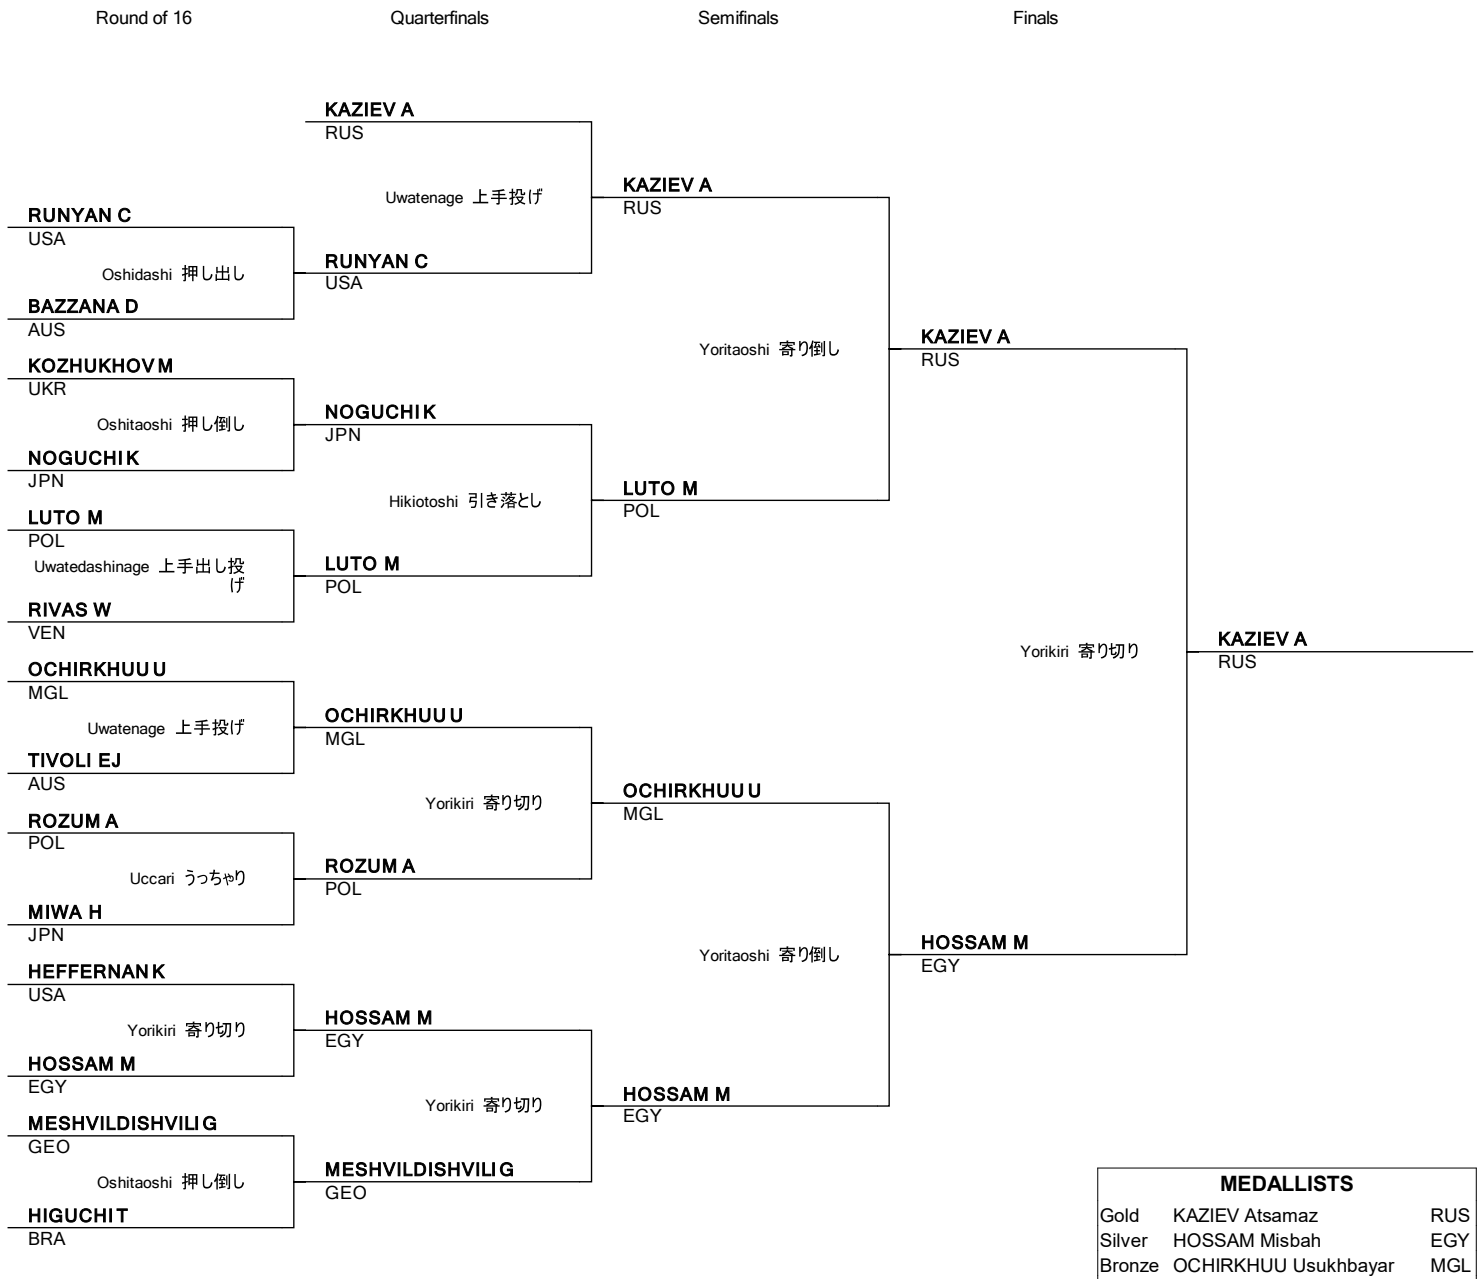 Round of 16 Quarterfinals Semifinals Finals
KAZIEV A
RUS
Uwatenage 上手投げ
KAZIEV A
RUS
RUNYAN C
USA
Oshidashi 押し出し
RUNYAN C
USA
BAZZANA D
AUS
Yoritaoshi 寄り倒し
KAZIEV A
RUS
KOZHUKHOV M
UKR
Oshitaoshi 押し倒し
NOGUCHI K
JPN
NOGUCHI K
JPN
Hikiotoshi 引き落とし
LUTO M
POL
LUTO M
POL
Uwatedashinage 上手出し投
げ
LUTO M
POL
RIVAS W
VEN
Yorikiri 寄り切り
KAZIEV A
RUS
OCHIRKHUU U
MGL
Uwatenage 上手投げ
OCHIRKHUU U
MGL
TIVOLI EJ
AUS
Yorikiri 寄り切り
OCHIRKHUU U
MGL
ROZUM A
POL
Uccari うっちゃり
ROZUM A
POL
MIWA H
JPN
Yoritaoshi 寄り倒し
HOSSAM M
EGY
HEFFERNAN K
USA
Yorikiri 寄り切り
HOSSAM M
EGY
HOSSAM M
EGY
Yorikiri 寄り切り
HOSSAM M
EGY
MESHVILDISHVILI G
GEO
Oshitaoshi 押し倒し
MESHVILDISHVILI G
GEO
HIGUCHI T
BRA
MEDALLISTS
Gold KAZIEV Atsamaz RUS
Silver HOSSAM Misbah EGY
Bronze OCHIRKHUU Usukhbayar MGL